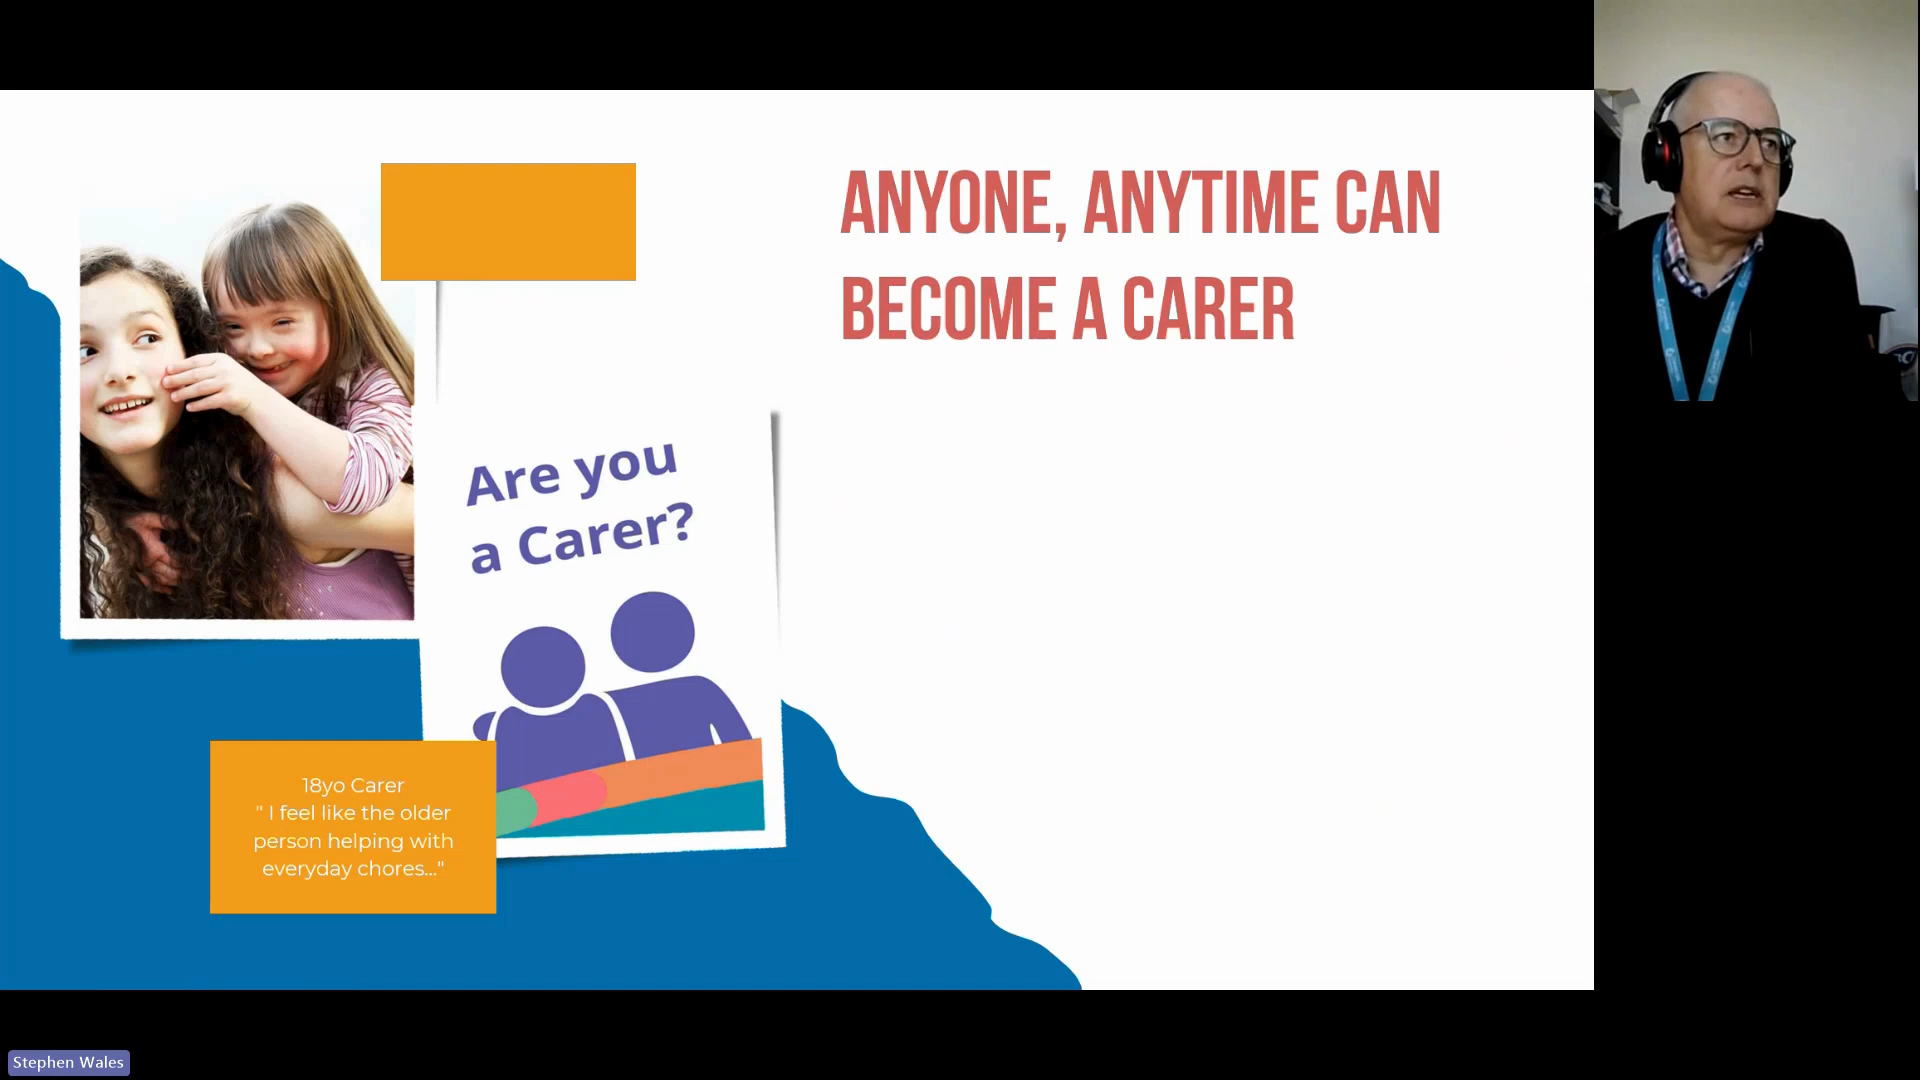 ANYONE, ANYTIME CAN
BECOME A CARER
Are you
a Carer?
18yo Carer
" I feel like the older
person helping with
everyday chores..."
Stephen Wales